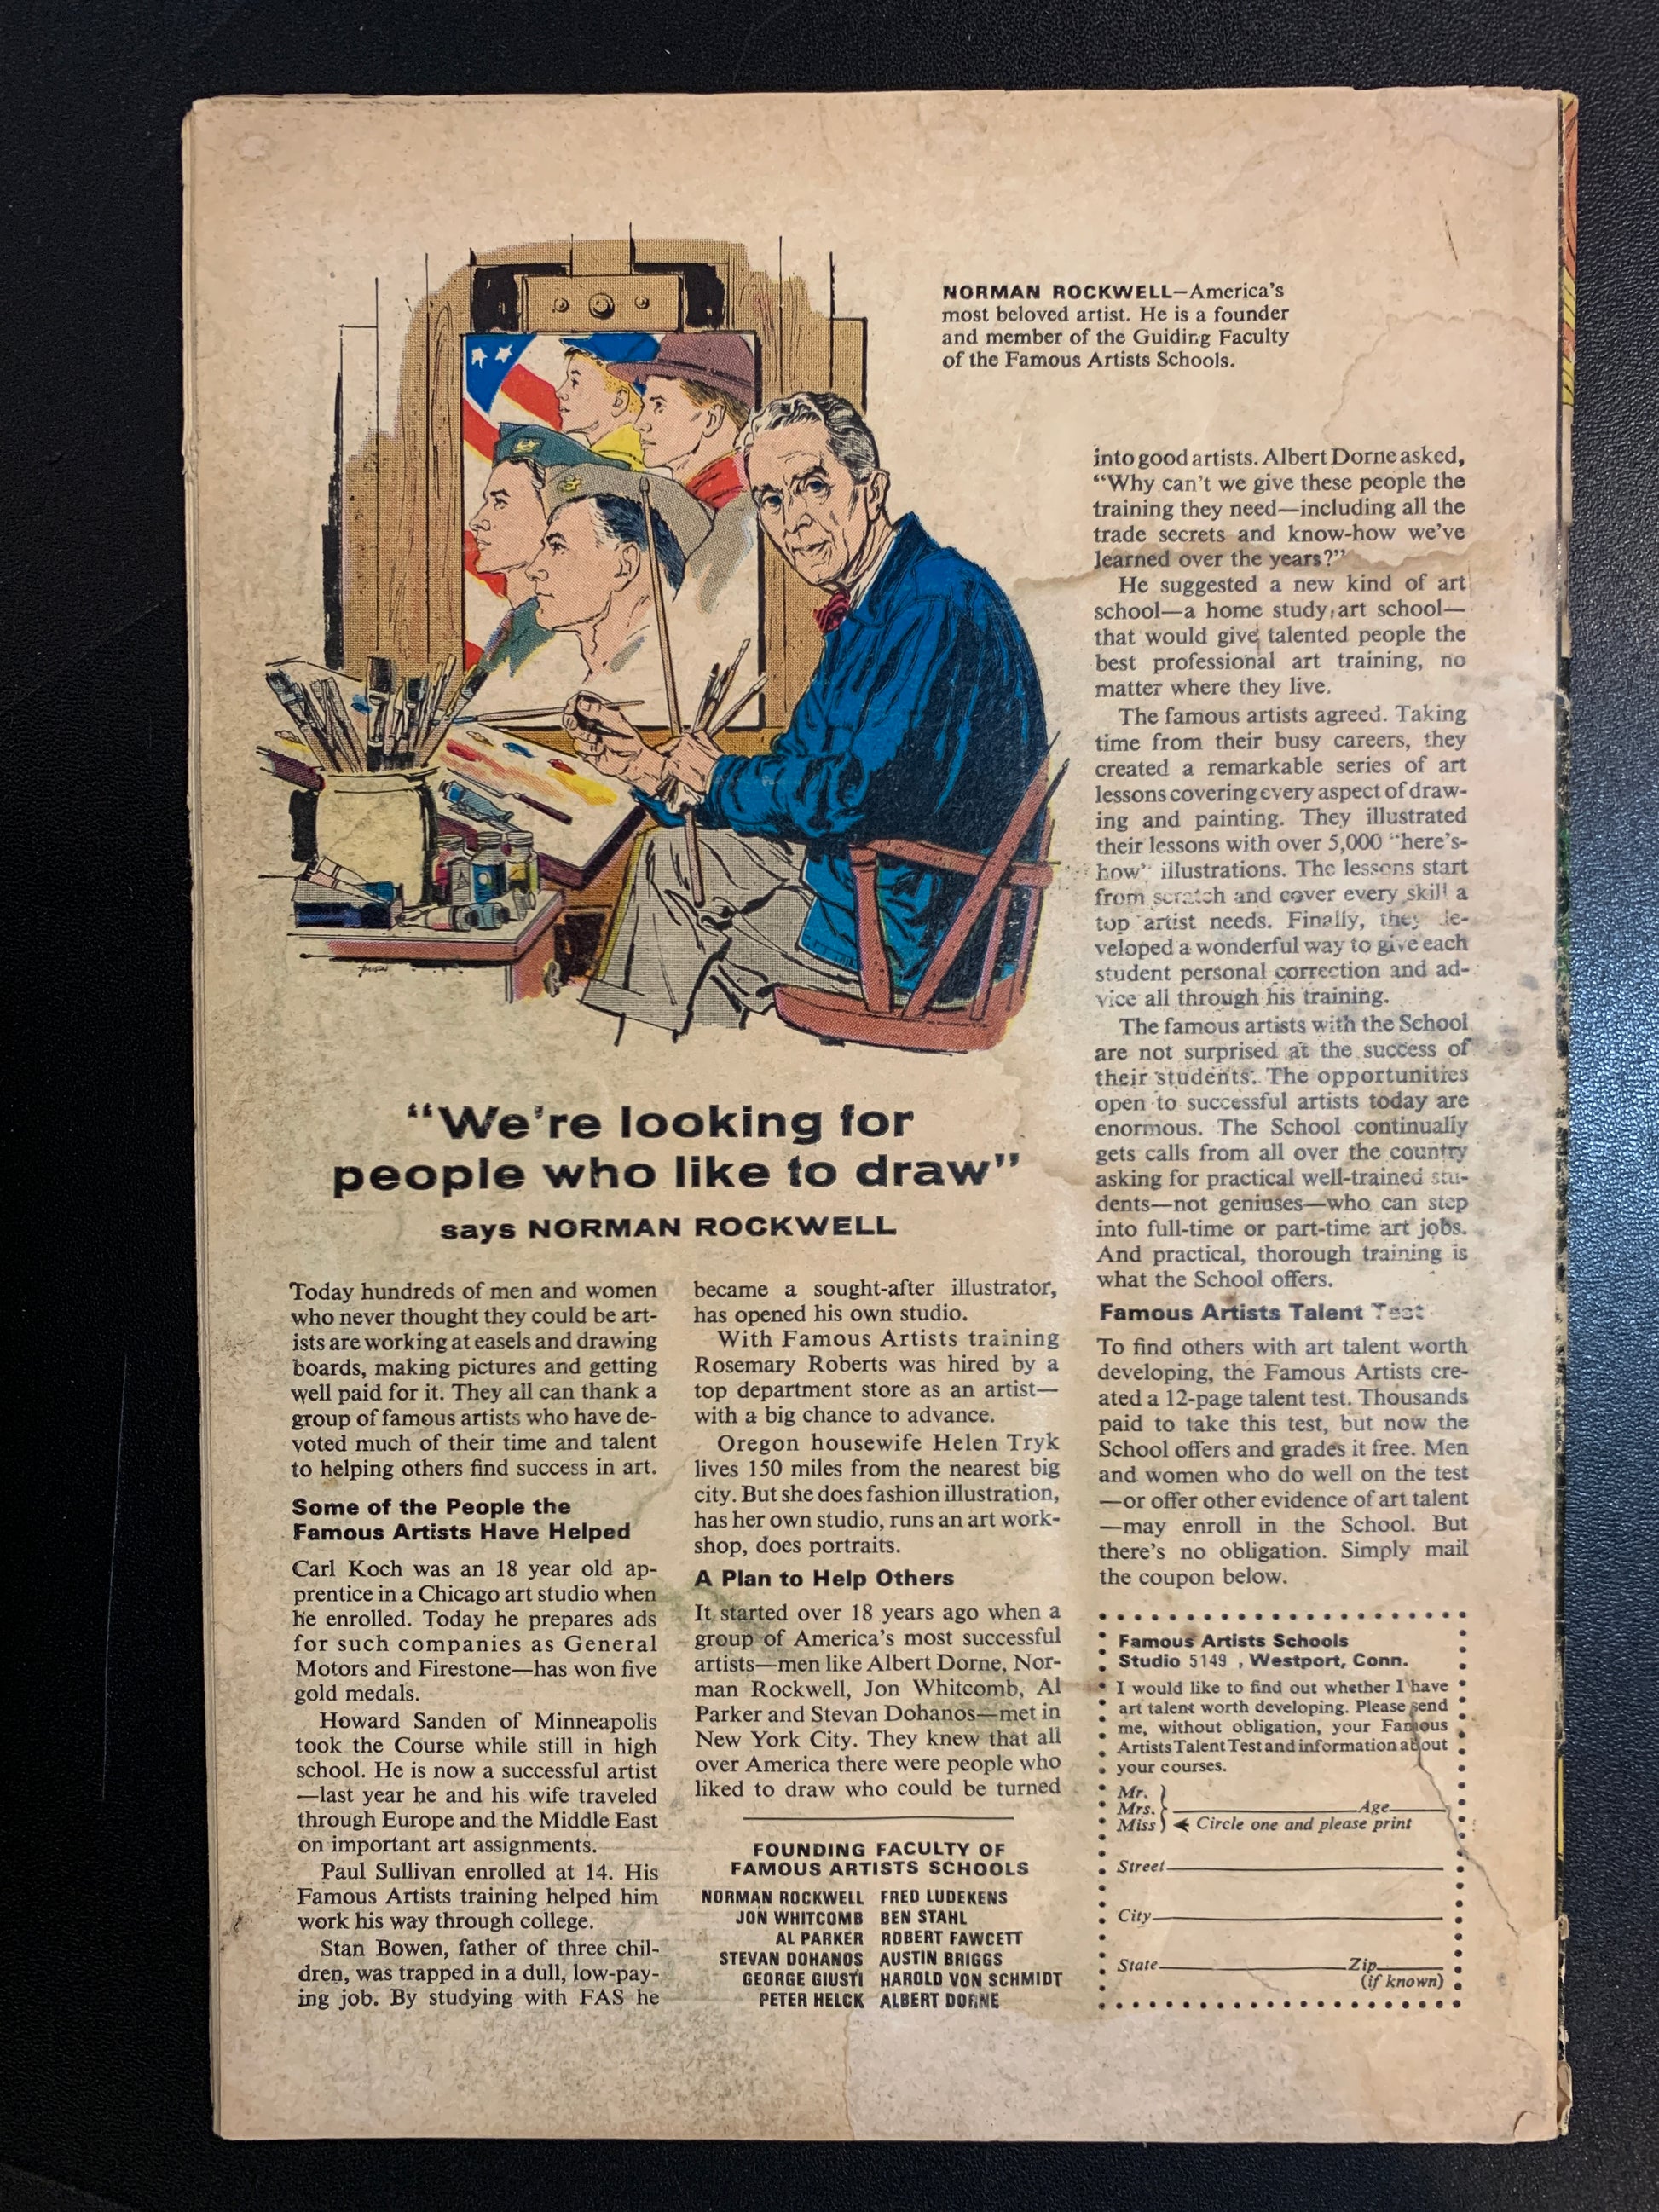 NORMAN ROCKWELL—America's
most beloved artist. He is a founder
and member of the Guiding Faculty
of the Famous Artists Schools.
"We're looking for
people who like to draw"
says NORMAN ROCKWELL
Today hundreds of men and women
who never thought they could be art-
ists are working at easels and drawing
boards, making pictures and getting
well paid for it. They all can thank a
group of famous artists who have de-
voted much of their time and talent
to helping others find success in art.
Some of the People the
Famous Artists Have Helped
Carl Koch was an 18 year old ap-
prentice in a Chicago art studio when
he enrolled. Today he prepares ads
for such companies as General
Motors and Firestone—has won five
gold medals.
Howard Sanden of Minneapolis
took the Course while still in high
school. He is now a successful artist
—last year he and his wife traveled
through Europe and the Middle East
on important art assignments.
Paul Sullivan enrolled at 14. His
Famous Artists training helped him
work his way through college.
Stan Bowen, father of three chil-
dren, was trapped in a dull, low-pay-
ing job. By studying with FAS he
became a sought-after illustrator,
has opened his own studio.
With Famous Artists training
Rosemary Roberts was hired by a
top department store as an artist—
with a big chance to advance.
Oregon housewife Helen Tryk
lives 150 miles from the nearest big
city. But she does fashion illustration,
has her own studio, runs an art work-
shop, does portraits.
A Plan to Help Others
It started over 18 years ago when a
group of America's most successful
artists—men like Albert Dorne, Nor-
man Rockwell, Jon Whitcomb, Al
Parker and Stevan Dohanos—met in
New York City. They knew that all
over America there were people who
liked to draw who could be turned
FOUNDING FACULTY OF
FAMOUS ARTISTS SCHOOLS
NORMAN ROCKWELL FRED LUDEKENS
JON WHITCOMB BEN STAHL
AL PARKER ROBERT FAWCETT
STEVAN DOHANOS AUSTIN BRIGGS
GEORGE GIUSTI HAROLD VON SCHMIDT
PETER HELCK ALBERT DORNE
into good artists. Albert Dorne asked,
"Why can't we give these people the
training they need—including all the
trade secrets and know-how we've
learned over the years?"
He suggested a new kind of art
school—a home study art school—
that would give talented people the
best professional art training, no
matter where they live.
The famous artists agreed. Taking
time from their busy careers, they
created a remarkable series of art
lessons covering every aspect of draw-
ing and painting. They illustrated
their lessons with over 5,000 "here's-
how" illustrations. The lessons start
from scratch and cover every skill a
top artist needs. Finally, they de-
veloped a wonderful way to give each
student personal correction and ad-
vice all through his training.
The famous artists with the School
are not surprised at the success of
their students. The opportunities
open to successful artists today are
enormous. The School continually
gets calls from all over the country
asking for practical well-trained stu-
dents—not geniuses—who can step
into full-time or part-time art jobs.
And practical, thorough training is
what the School offers.
Famous Artists Talent Test
To find others with art talent worth
developing, the Famous Artists cre-
ated a 12-page talent test. Thousands
paid to take this test, but now the
School offers and grades it free. Men
and women who do well on the test
—or offer other evidence of art talent
—may enroll in the School. But
there's no obligation. Simply mail
the coupon below.
Famous Artists Schools
Studio 5149 , Westport, Conn.
I would like to find out whether I have
art talent worth developing. Please send
me, without obligation, your Famous
Artists Talent Test and information about
your courses.
Mr.
Mrs. Age
Miss Circle one and please print
Street
City
State Zip
(if known)